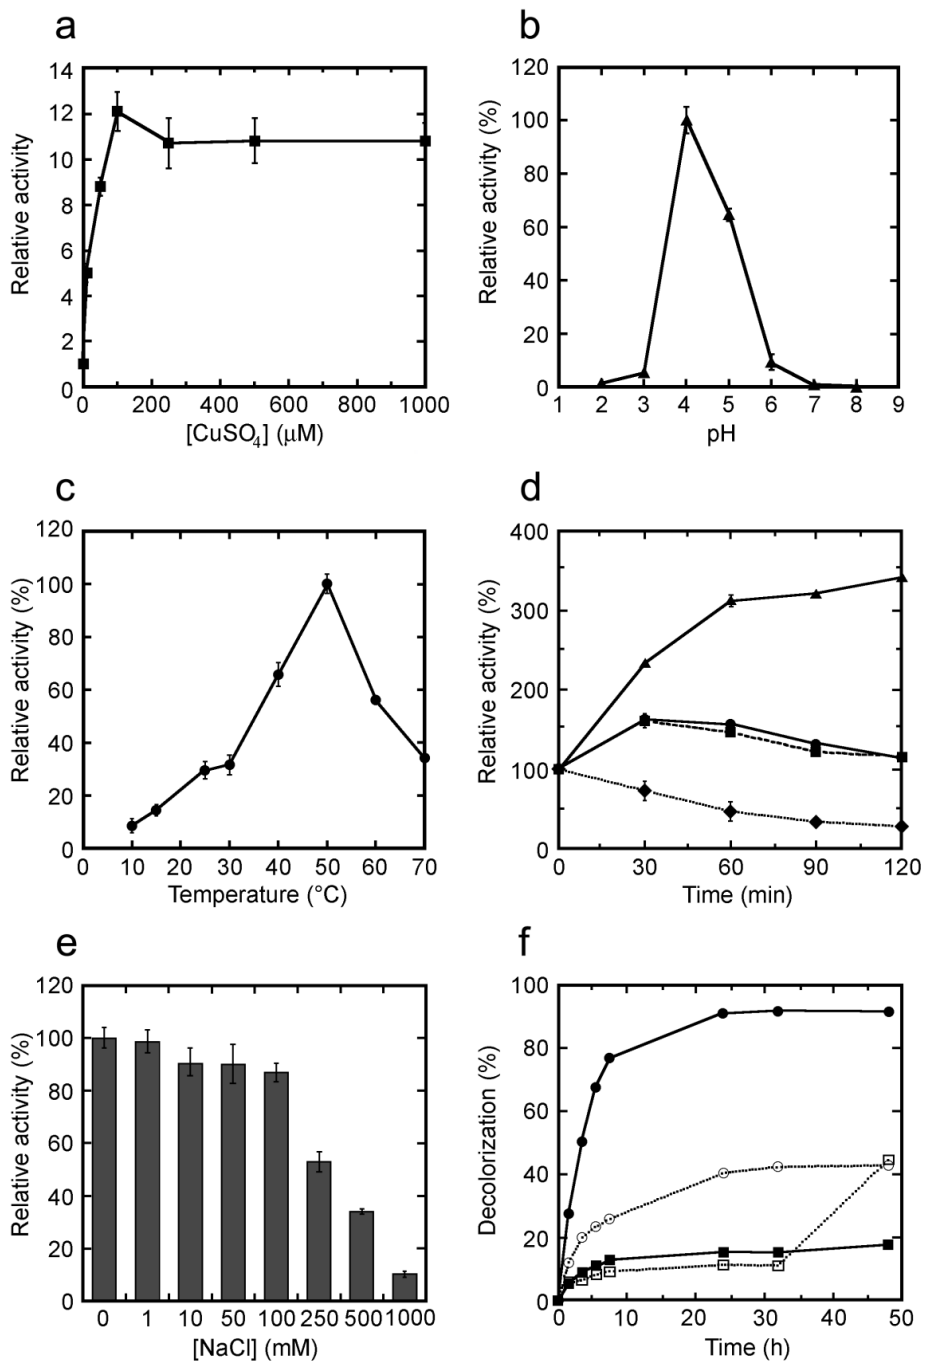 a
14
12
10
8
6
4
2
0
Relative activity
0 200 400 600 800 1000
[CuSO₄] (μM)
b
120
100
80
60
40
20
0
Relative activity (%)
1 2 3 4 5 6 7 8 9
pH
c
120
100
80
60
40
20
0
Relative activity (%)
0 10 20 30 40 50 60 70
Temperature (°C)
d
400
300
200
100
0
Relative activity (%)
0 30 60 90 120
Time (min)
e
120
100
80
60
40
20
0
Relative activity (%)
0 1 10 50 100 250 500 1000
[NaCl] (mM)
f
100
80
60
40
20
0
Decolorization (%)
0 10 20 30 40 50
Time (h)